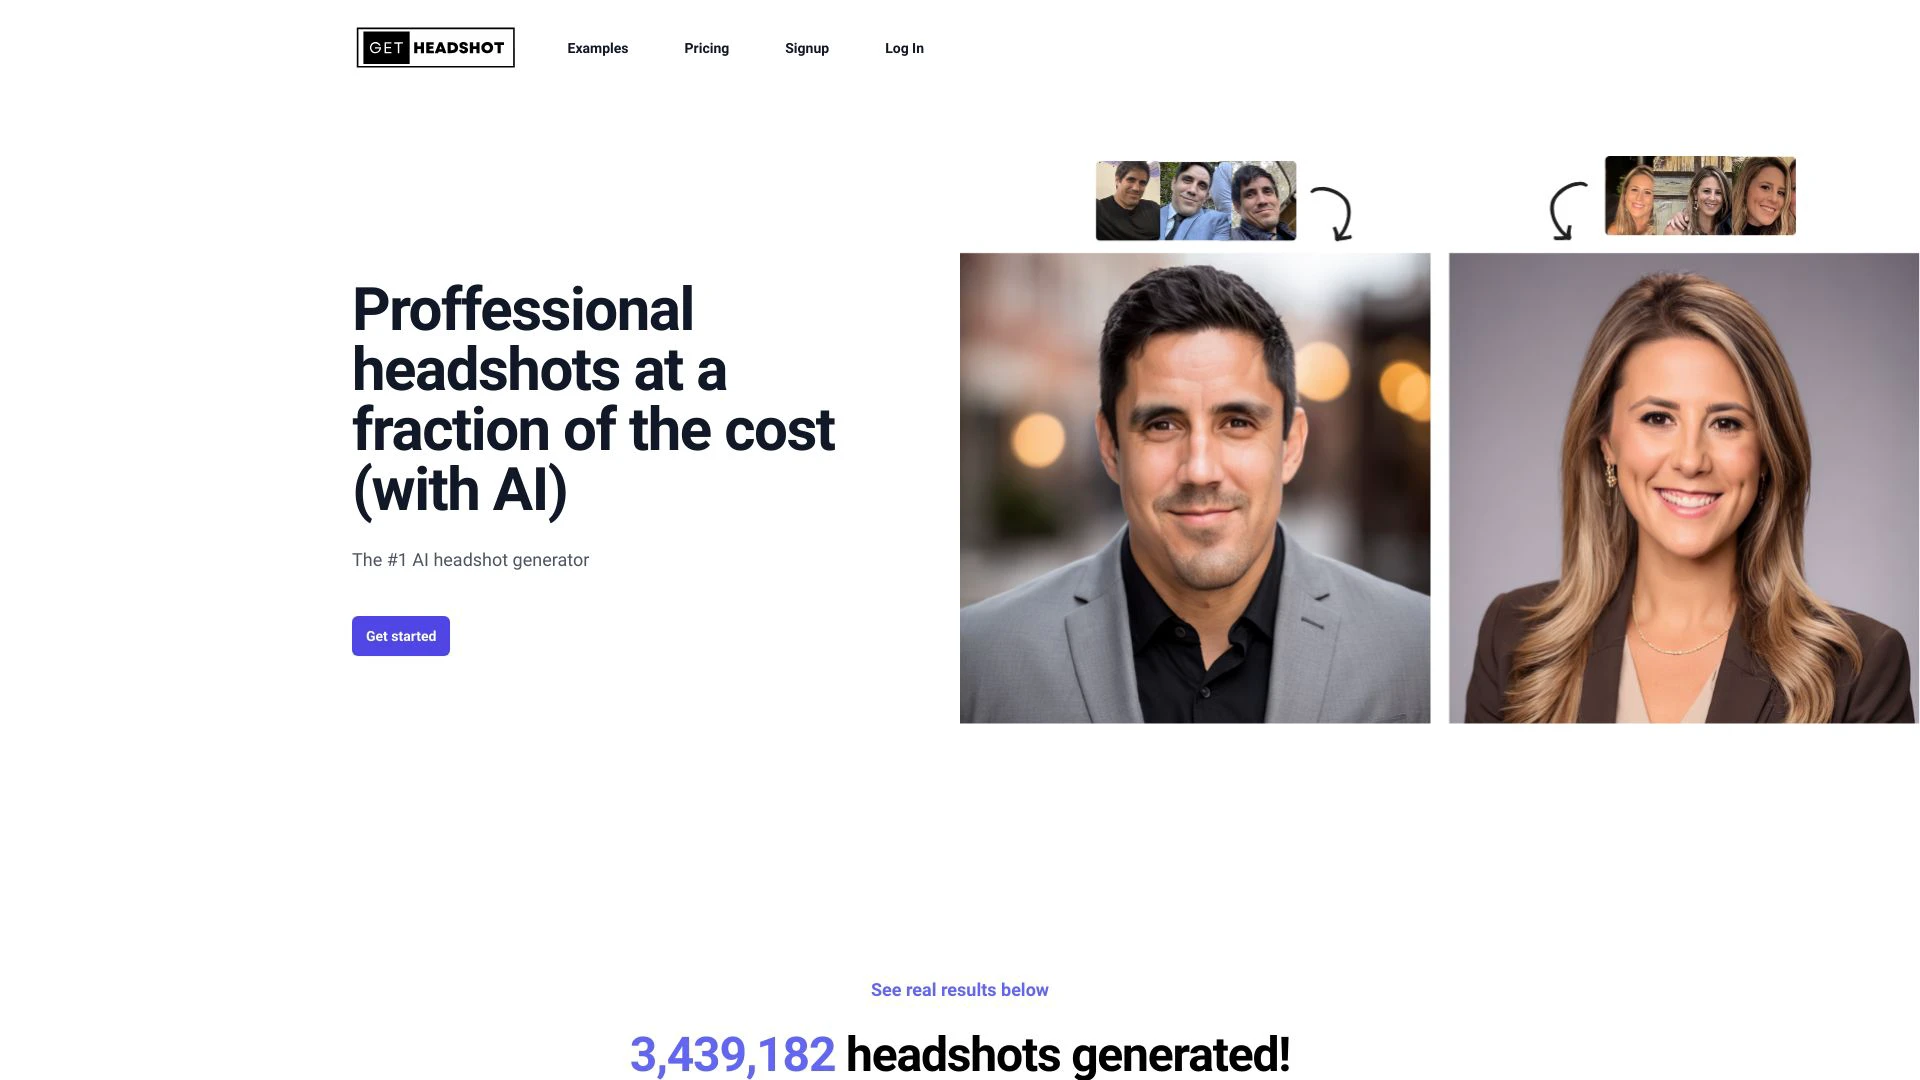 GET HEADSHOT
Examples
Pricing
Signup
Log In
Proffessional
headshots at a
fraction of the cost
(with AI)
The #1 AI headshot generator
Get started
See real results below
3,439,182 headshots generated!